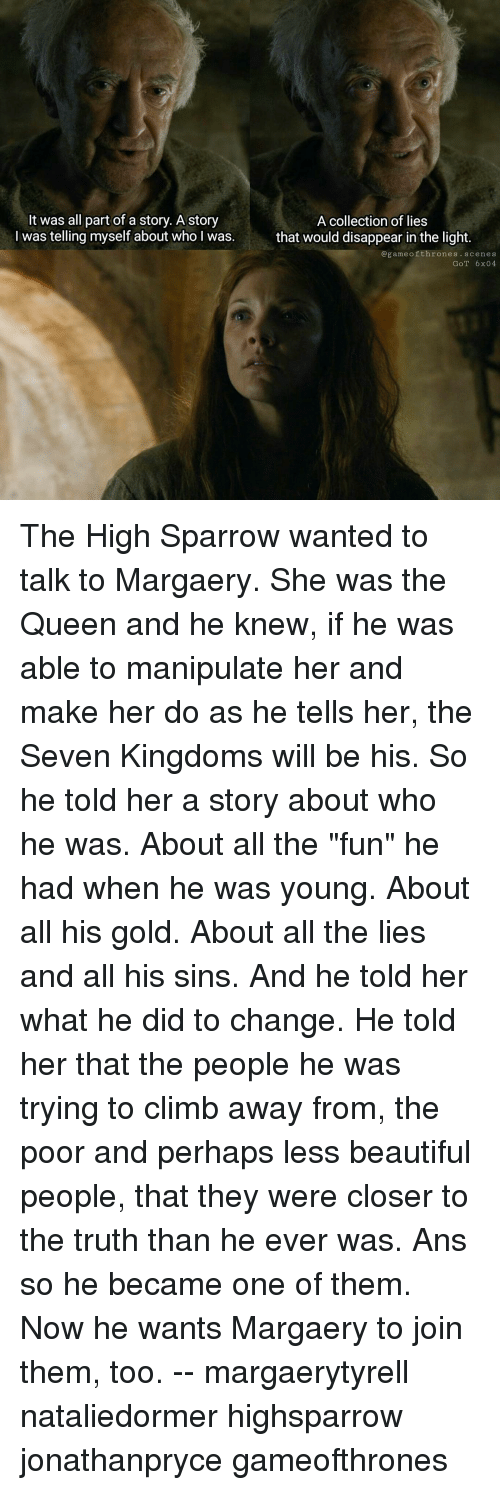 It was all part of a story. A story
I was telling myself about who I was.
A collection of lies
that would disappear in the light.
@gameofthrones.scenes
GoT 6x04
The High Sparrow wanted to
talk to Margaery. She was the
Queen and he knew, if he was
able to manipulate her and
make her do as he tells her, the
Seven Kingdoms will be his. So
he told her a story about who
he was. About all the "fun" he
had when he was young. About
all his gold. About all the lies
and all his sins. And he told her
what he did to change. He told
her that the people he was
trying to climb away from, the
poor and perhaps less beautiful
people, that they were closer to
the truth than he ever was. Ans
so he became one of them.
Now he wants Margaery to join
them, too. -- margaerytyrell
nataliedormer highsparrow
jonathanpryce gameofthrones